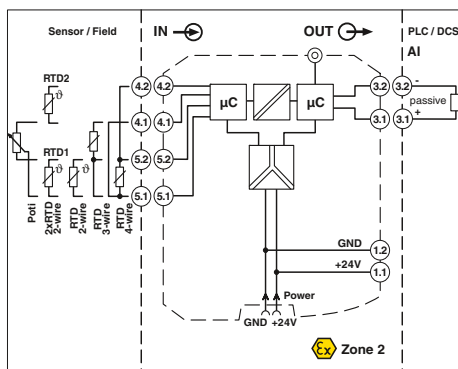 Sensor / Field
IN
OUT
PLC / DCS
AI
RTD2
ϑ
4.2
4.2
µC
µC
3.2
3.2
-
passive
+
4.1
4.1
3.1
3.1
RTD1
ϑ
ϑ
5.2
5.2
5.1
5.1
Poti
2xRTD
2-wire
RTD
2-wire
RTD
3-wire
RTD
4-wire
GND
1.2
+24V
1.1
Power
GND +24V
Ex Zone 2